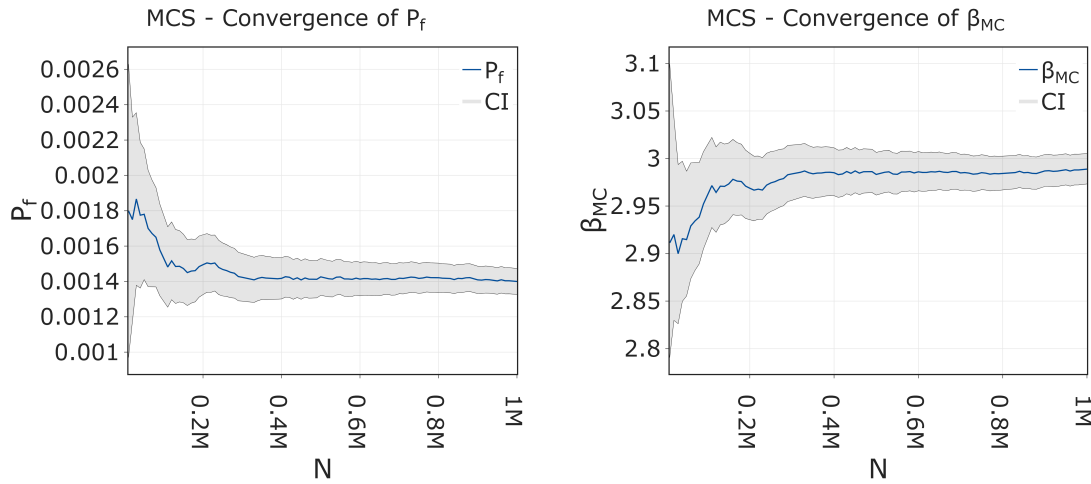 MCS - Convergence of Pf
Pf
CI
0.0026
0.0024
0.0022
0.002
0.0018
0.0016
0.0014
0.0012
0.001
Pf
0.2M
0.4M
0.6M
0.8M
1M
N
MCS - Convergence of βMC
βMC
CI
3.1
3.05
3
2.95
2.9
2.85
2.8
βMC
0.2M
0.4M
0.6M
0.8M
1M
N